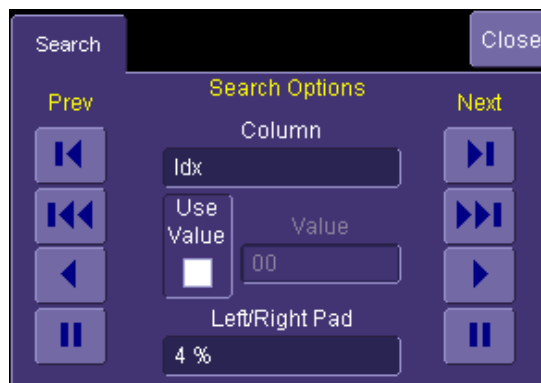 Search
Close
Prev
Search Options
Next
Column
Idx
Use
Value
Value
00
Left/Right Pad
4 %